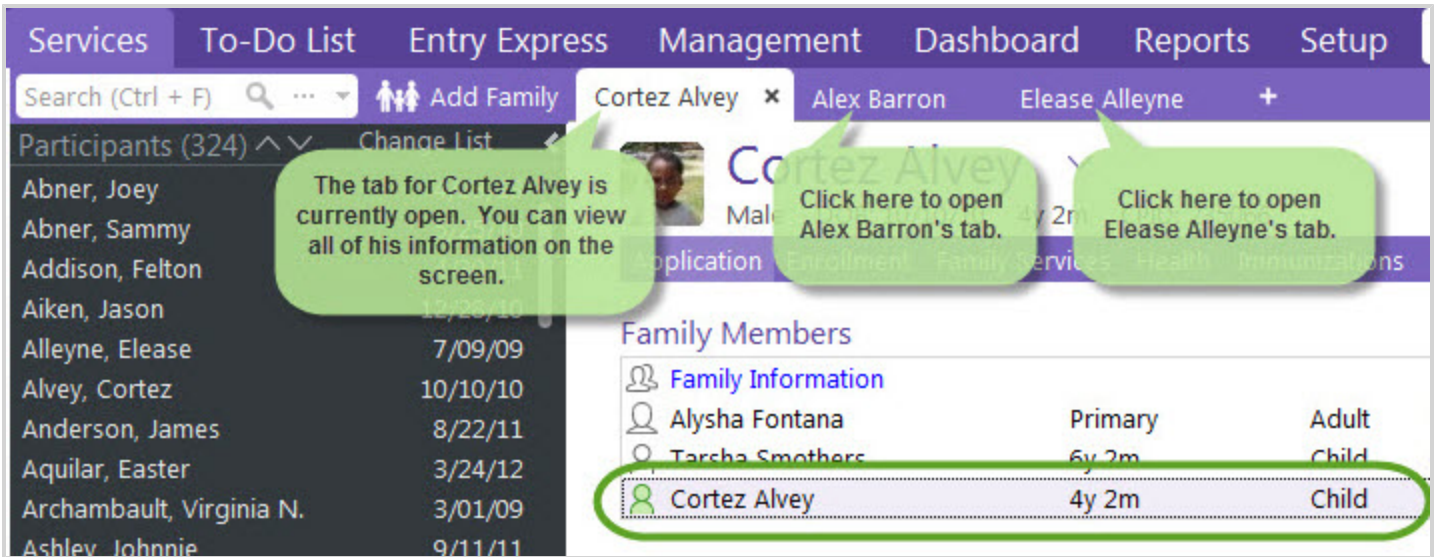 Services To-Do List Entry Express Management Dashboard Reports Setup
Search (Ctrl + F) ... Add Family Cortez Alvey × Alex Barron Elease Alleyne +
Participants (324) Change List
Abner, Joey
Abner, Sammy
Addison, Felton
Aiken, Jason 12/28/10
Alleyne, Elease 7/09/09
Alvey, Cortez 10/10/10
Anderson, James 8/22/11
Aquilar, Easter 3/24/12
Archambault, Virginia N. 3/01/09
Ashley, Johnnie 9/11/11
The tab for Cortez Alvey is
currently open. You can view
all of his information on the
screen.
Click here to open
Alex Barron's tab.
Click here to open
Elease Alleyne's tab.
Cortez Alvey
Male 4y 2m
Application Enrollment Family Services Health Immunizations
Family Members
Family Information
Alysha Fontana Primary Adult
Tarsha Smothers 6y 2m Child
Cortez Alvey 4y 2m Child